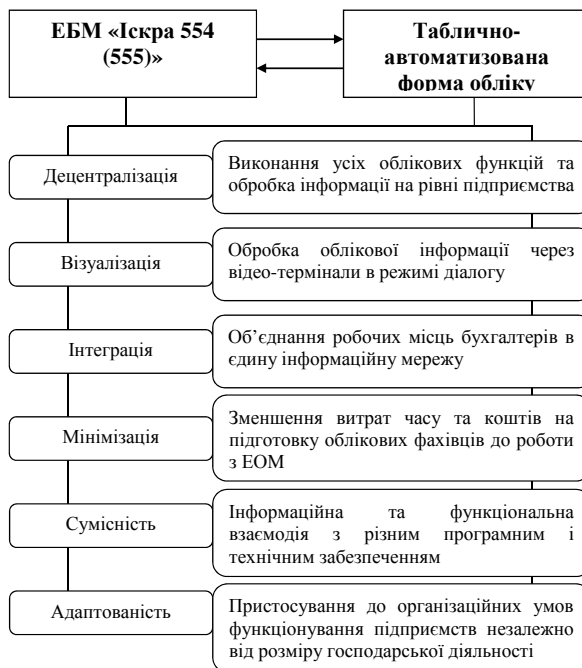 ЕБМ «Іскра 554
(555)»
Таблично-
автоматизована
форма обліку
Децентралізація
Виконання усіх облікових функцій та
обробка інформації на рівні підприємства
Візуалізація
Обробка облікової інформації через
відео-термінали в режимі діалогу
Інтеграція
Об’єднання робочих місць бухгалтерів в
єдину інформаційну мережу
Мінімізація
Зменшення витрат часу та коштів на
підготовку облікових фахівців до роботи
з ЕОМ
Сумісність
Інформаційна та функціональна
взаємодія з різним програмним і
технічним забезпеченням
Адаптованість
Пристосування до організаційних умов
функціонування підприємств незалежно
від розміру господарської діяльності